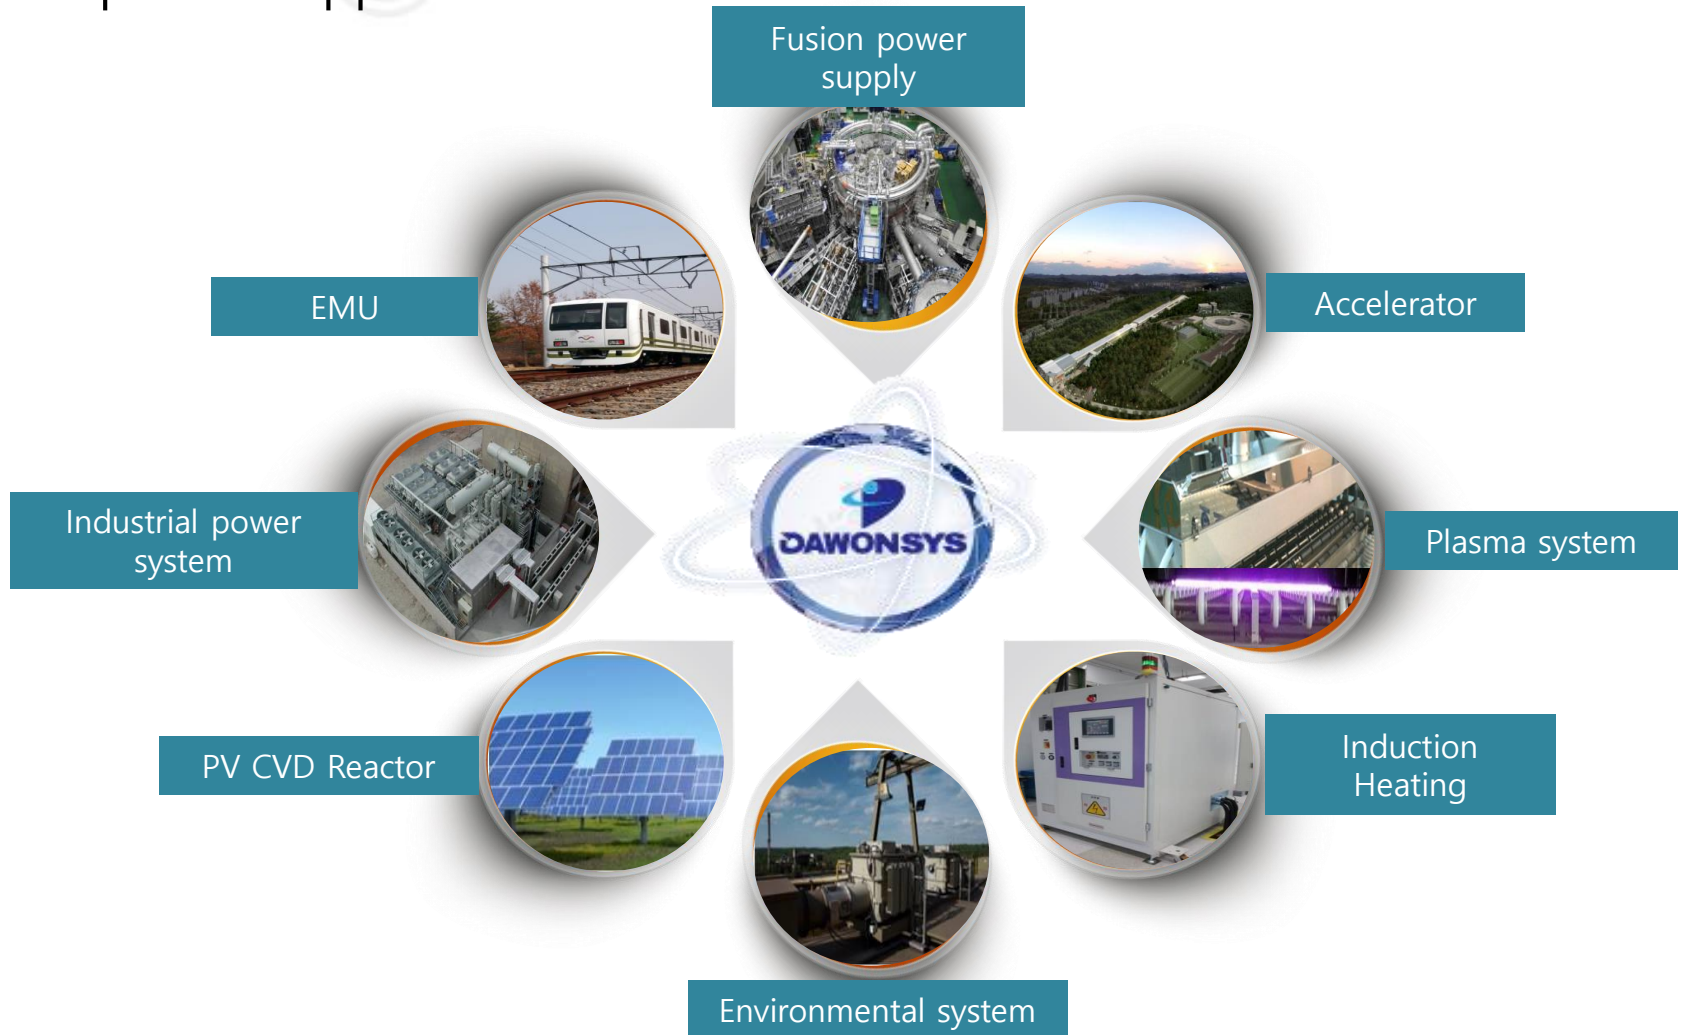 Fusion power
supply
EMU
Accelerator
DAWONSYS
Industrial power
system
Plasma system
PV CVD Reactor
Induction
Heating
Environmental system